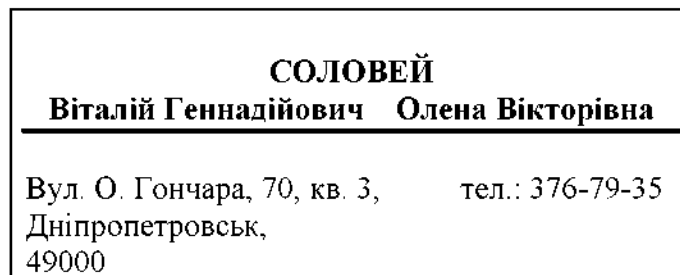 СОЛОВЕЙ
Віталій Геннадійович Олена Вікторівна
Вул. О. Гончара, 70, кв. 3, тел.: 376-79-35
Дніпропетровськ,
49000